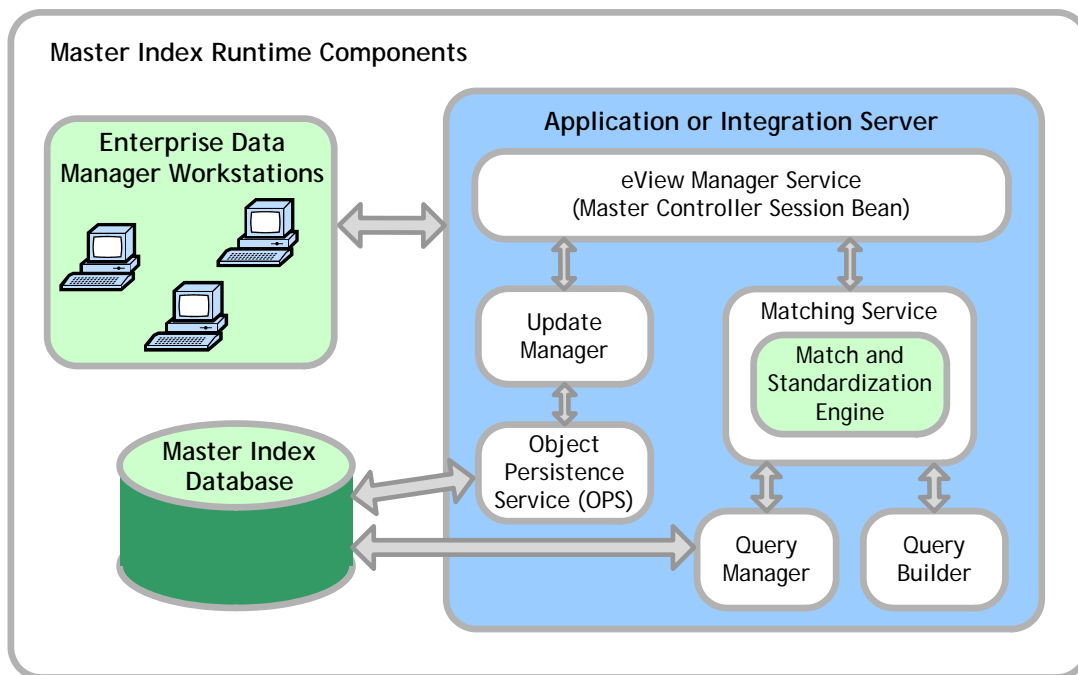 Master Index Runtime Components
Enterprise Data
Manager Workstations
Application or Integration Server
eView Manager Service
(Master Controller Session Bean)
Update
Manager
Matching Service
Match and
Standardization
Engine
Master Index
Database
Object
Persistence
Service (OPS)
Query
Manager
Query
Builder